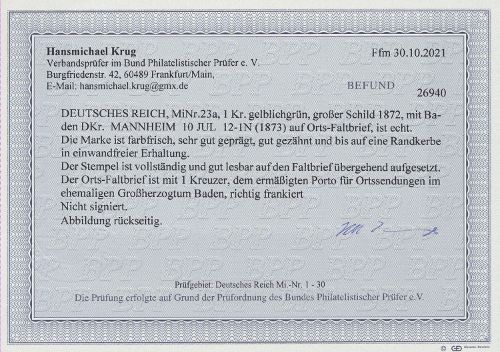 Hansmichael Krug
Ffm 30.10.2021
Verbandsprüfer im Bund Philatelistischer Prüfer e. V.
Burgfriedenstr. 42, 60489 Frankfurt/Main,
E-Mail: hansmichael.krug@gmx.de
BEFUND
26940
DEUTSCHES REICH, MiNr.23a, 1 Kr. gelblichgrün, großer Schild 1872, mit Ba-
den DKr. MANNHEIM 10 JUL 12-1N (1873) auf Orts-Faltbrief, ist echt.
Die Marke ist farbfrisch, sehr gut geprägt, gut gezähnt und bis auf eine Randkerbe
in einwandfreier Erhaltung.
Der Stempel ist vollständig und gut lesbar auf den Faltbrief übergehend aufgesetzt.
Der Orts-Faltbrief ist mit 1 Kreuzer, dem ermäßigten Porto für Ortssendungen im
ehemaligen Großherzogtum Baden, richtig frankiert
Nicht signiert.
Abbildung rückseitig.
Prüfgebiet: Deutsches Reich Mi.-Nr. 1 - 30
Die Prüfung erfolgte auf Grund der Prüfordnung des Bundes Philatelistischer Prüfer e.V.
BPP